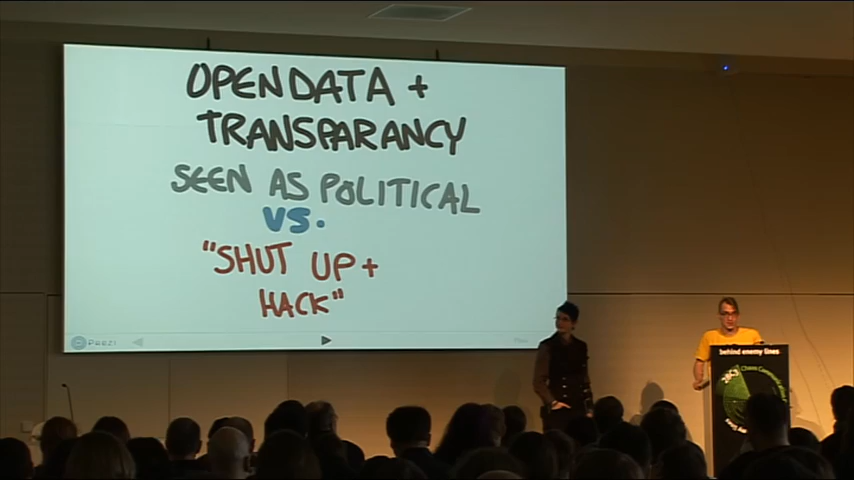 OPENDATA +
TRANSPARANCY
SEEN AS POLITICAL
VS.
"SHUT UP +
HACK"
Prezi
behind enemy lines